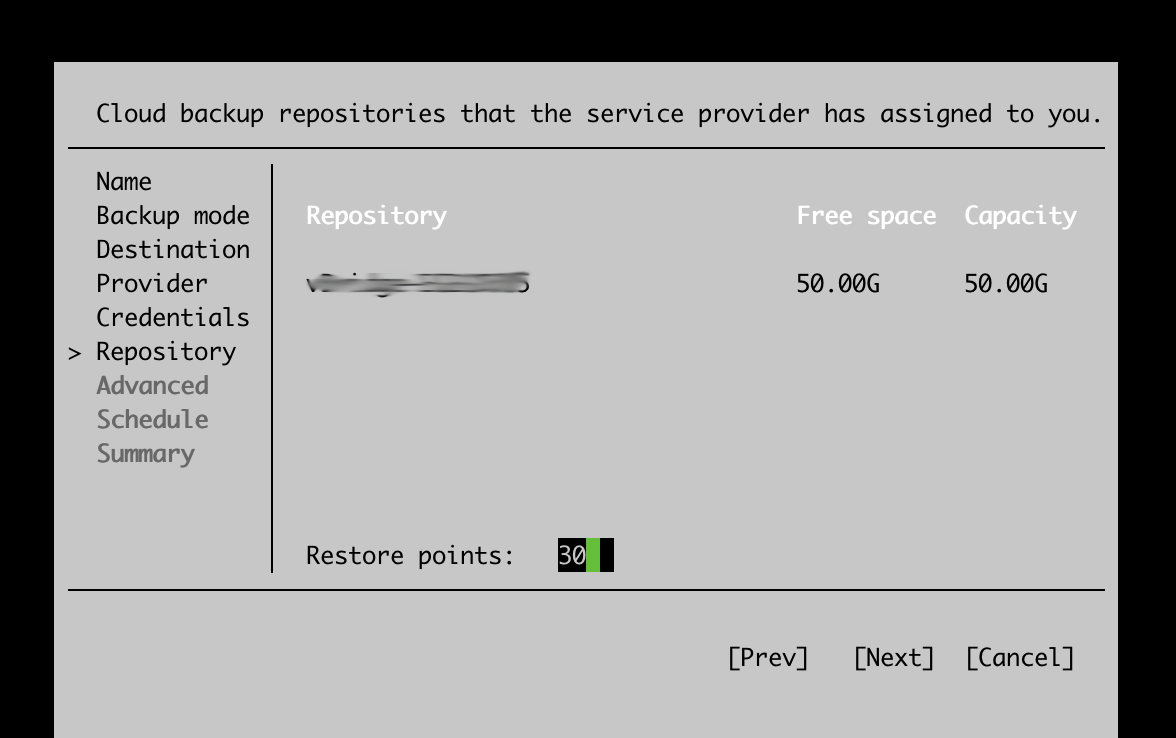 Cloud backup repositories that the service provider has assigned to you.
Name
Backup mode
Destination
Provider
Credentials
> Repository
Advanced
Schedule
Summary
Repository Free space Capacity
50.00G 50.00G
Restore points: 30
[Prev] [Next] [Cancel]